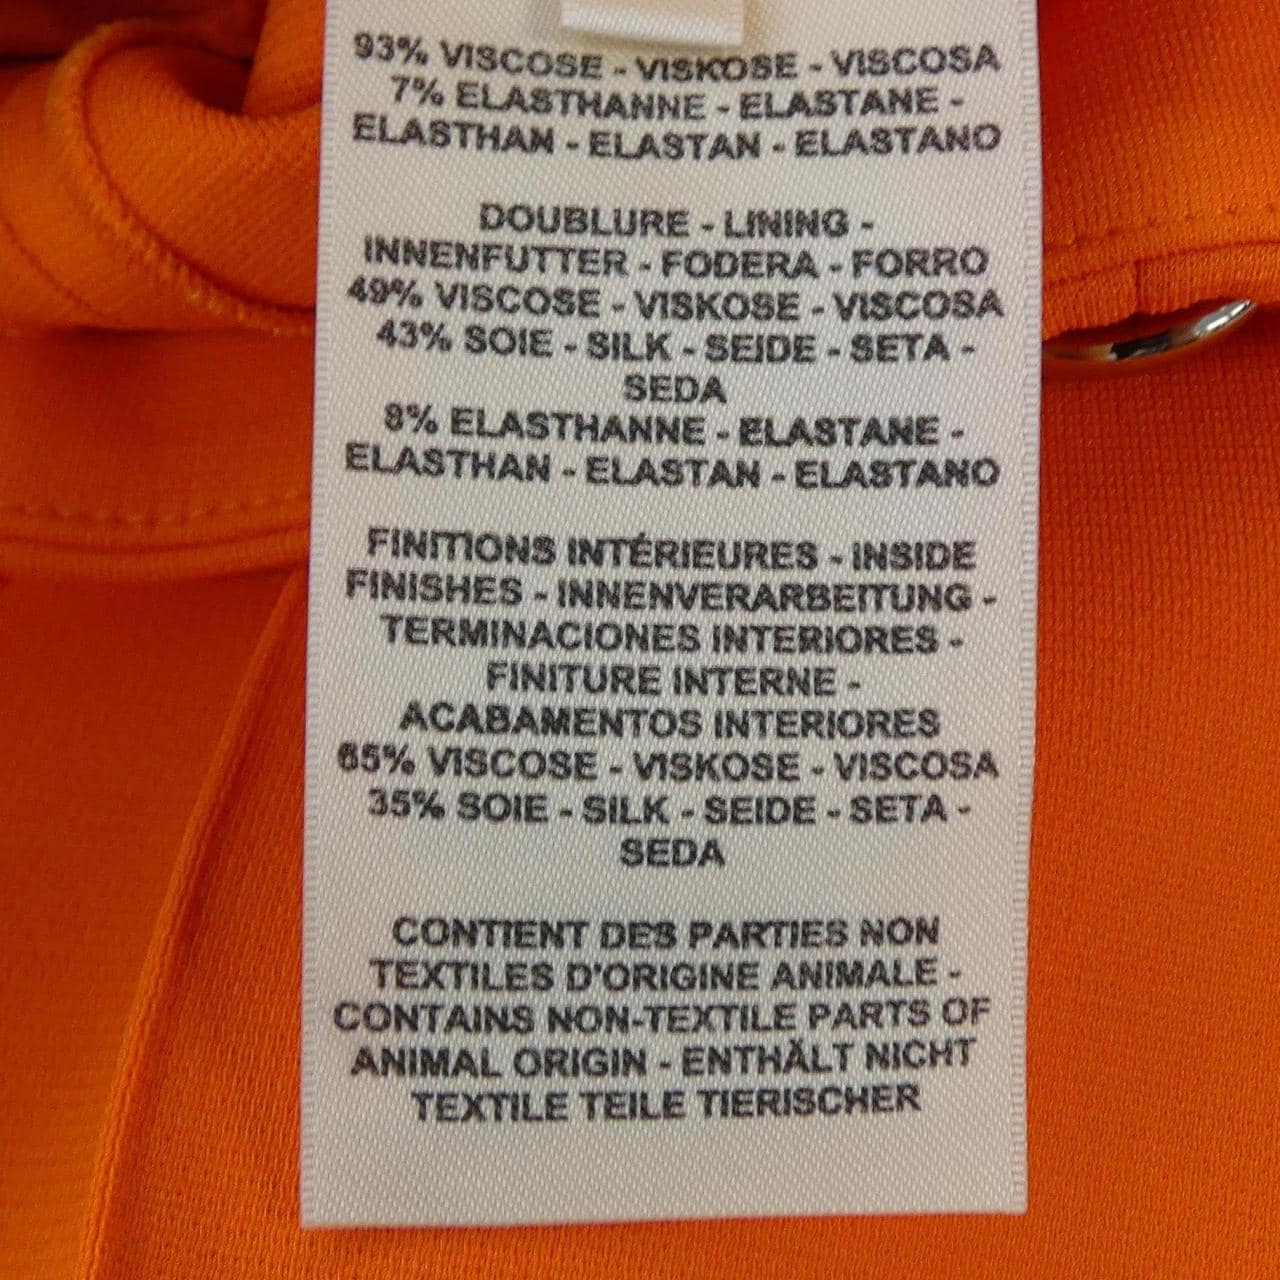 93% VISCOSE - VISKOSE - VISCOSA
7% ELASTHANNE - ELASTANE -
ELASTHAN - ELASTAN - ELASTANO
DOUBLURE - LINING -
INNENFUTTER - FODERA - FORRO
49% VISCOSE - VISKOSE - VISCOSA
43% SOIE - SILK - SEIDE - SETA -
SEDA
8% ELASTHANNE - ELASTANE -
ELASTHAN - ELASTAN - ELASTANO
FINITIONS INTÉRIEURES - INSIDE
FINISHES - INNENVERARBEITUNG -
TERMINACIONES INTERIORES -
FINITURE INTERNE -
ACABAMENTOS INTERIORES
65% VISCOSE - VISKOSE - VISCOSA
35% SOIE - SILK - SEIDE - SETA -
SEDA
CONTIENT DES PARTIES NON
TEXTILES D'ORIGINE ANIMALE -
CONTAINS NON-TEXTILE PARTS OF
ANIMAL ORIGIN - ENTHÄLT NICHT
TEXTILE TEILE TIERISCHER